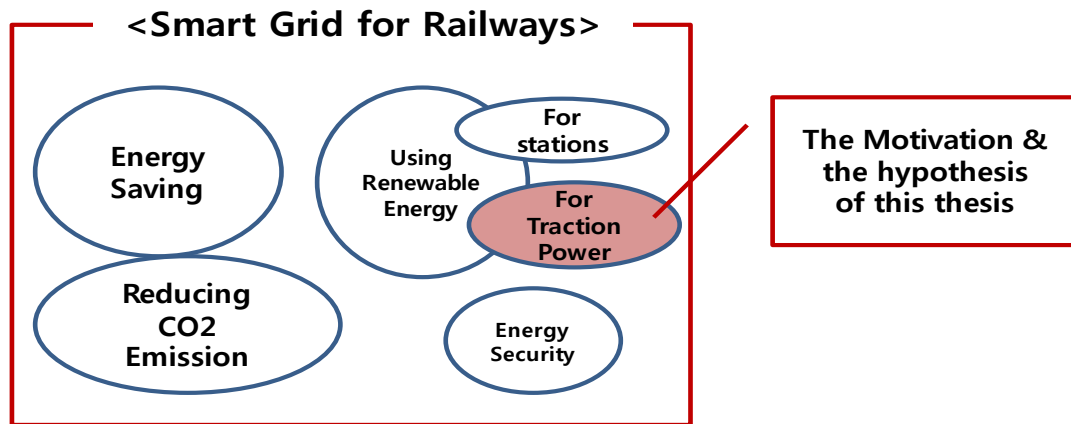 <Smart Grid for Railways>
Energy
Saving
Using
Renewable
Energy
For
stations
For
Traction
Power
Reducing
CO2
Emission
Energy
Security
The Motivation &
the hypothesis
of this thesis